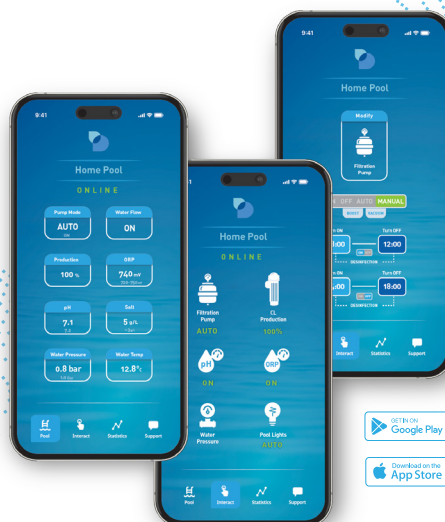 9:41
Home Pool
ONLINE
Pump Mode
AUTO
ON
Water Flow
ON
Production
100 %
ORP
740 mV
pH
7.1
Salt
5 g/L
Water Pressure
0.8 bar
Water Temp
12.8°c
Pool
Interact
Statistics
Support
Home Pool
ONLINE
Filtration
Pump
AUTO
CL
Production
100%
pH
ON
ORP
ON
Water
Pressure
Pool Lights
AUTO
Pool
Interact
Statistics
Support
9:41
Home Pool
Modify
Filtration
Pump
OFF AUTO MANUAL
BOOST VACUUM
Turn OFF
12:00
DISINFECTION
Turn OFF
18:00
DISINFECTION
Interact
Statistics
Support
GET IN ON
Google Play
Download on the
App Store